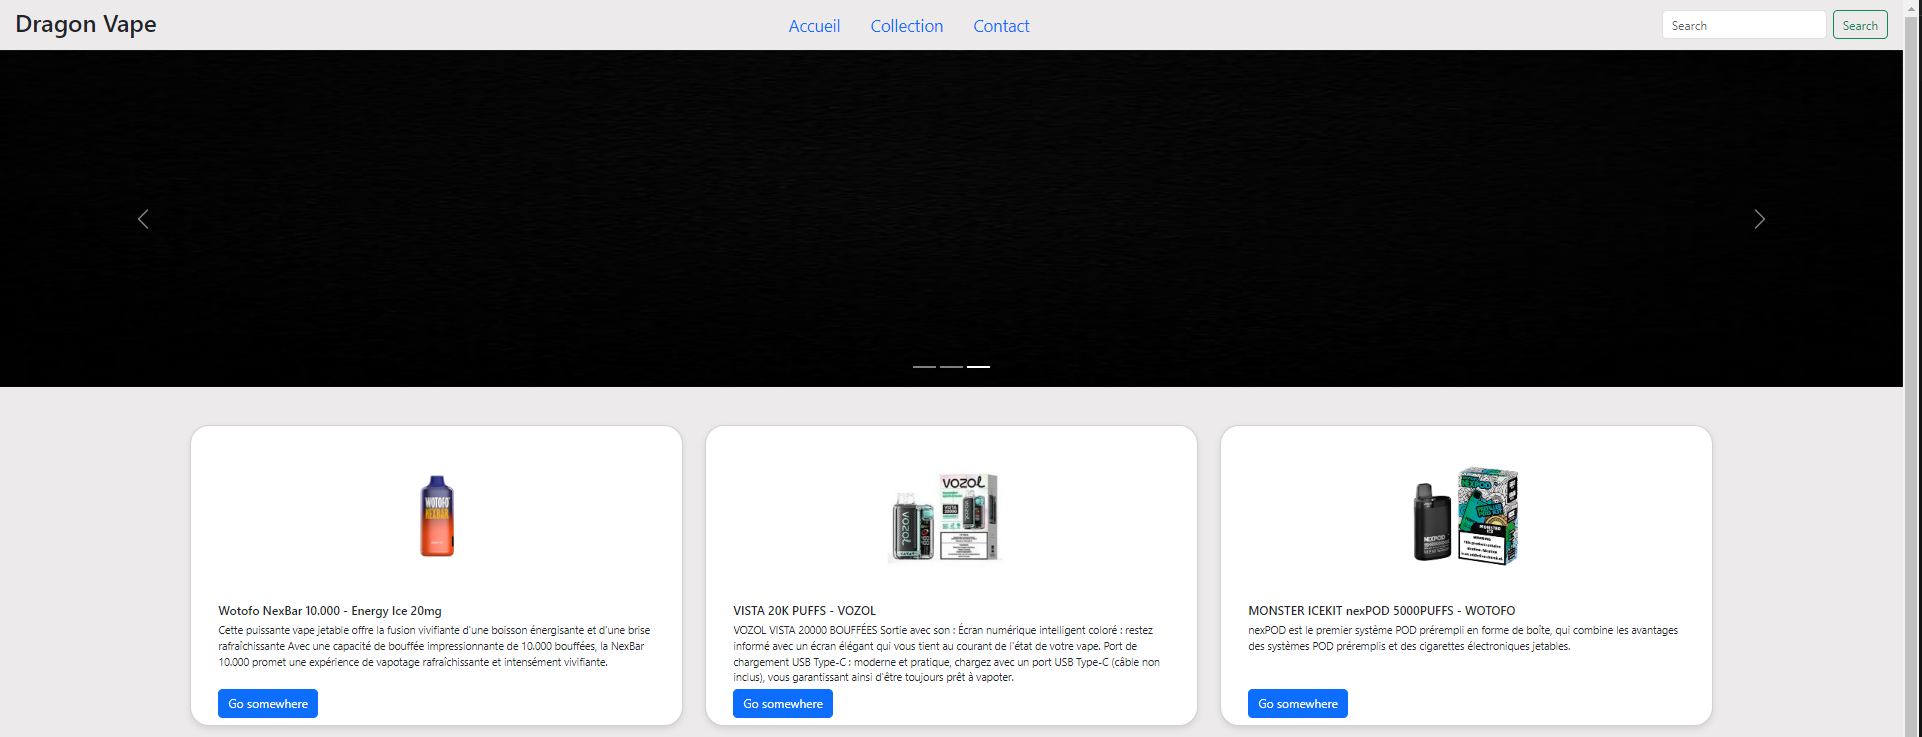 Dragon Vape
Accueil Collection Contact
Search Search
WOTOFO
NEXBAR
Wotofo NexBar 10.000 - Energy Ice 20mg
Cette puissante vape jetable offre la fusion vivifiante d'une boisson énergisante et d'une brise
rafraîchissante Avec une capacité de bouffée impressionnante de 10.000 bouffées, la NexBar
10.000 promet une expérience de vapotage rafraîchissante et intensément vivifiante.
Go somewhere
VOZOL
VOZOL
VISTA
20000
VISTA 20K PUFFS - VOZOL
VOZOL VISTA 20000 BOUFFÉES Sortie avec son : Écran numérique intelligent coloré : restez
informé avec un écran élégant qui vous tient au courant de l'état de votre vape. Port de
chargement USB Type-C : moderne et pratique, chargez avec un port USB Type-C (câble non
inclus), vous garantissant ainsi d'être toujours prêt à vapoter.
Go somewhere
NEXPOD
NEXPOD
MONSTER
ICE
WARNING:
MONSTER ICEKIT nexPOD 5000PUFFS - WOTOFO
nexPOD est le premier système POD prérempli en forme de boîte, qui combine les avantages
des systèmes POD préremplis et des cigarettes électroniques jetables.
Go somewhere